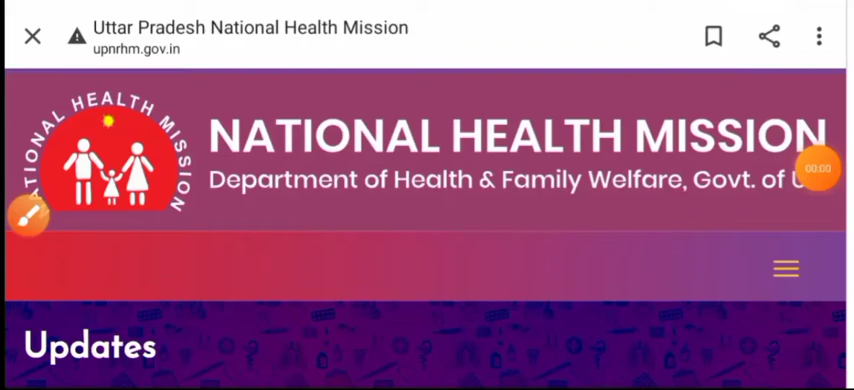 Uttar Pradesh National Health Mission
upnrhm.gov.in
NATIONAL HEALTH MISSION
NATIONAL HEALTH MISSION
Department of Health & Family Welfare, Govt. of
00:00
Updates